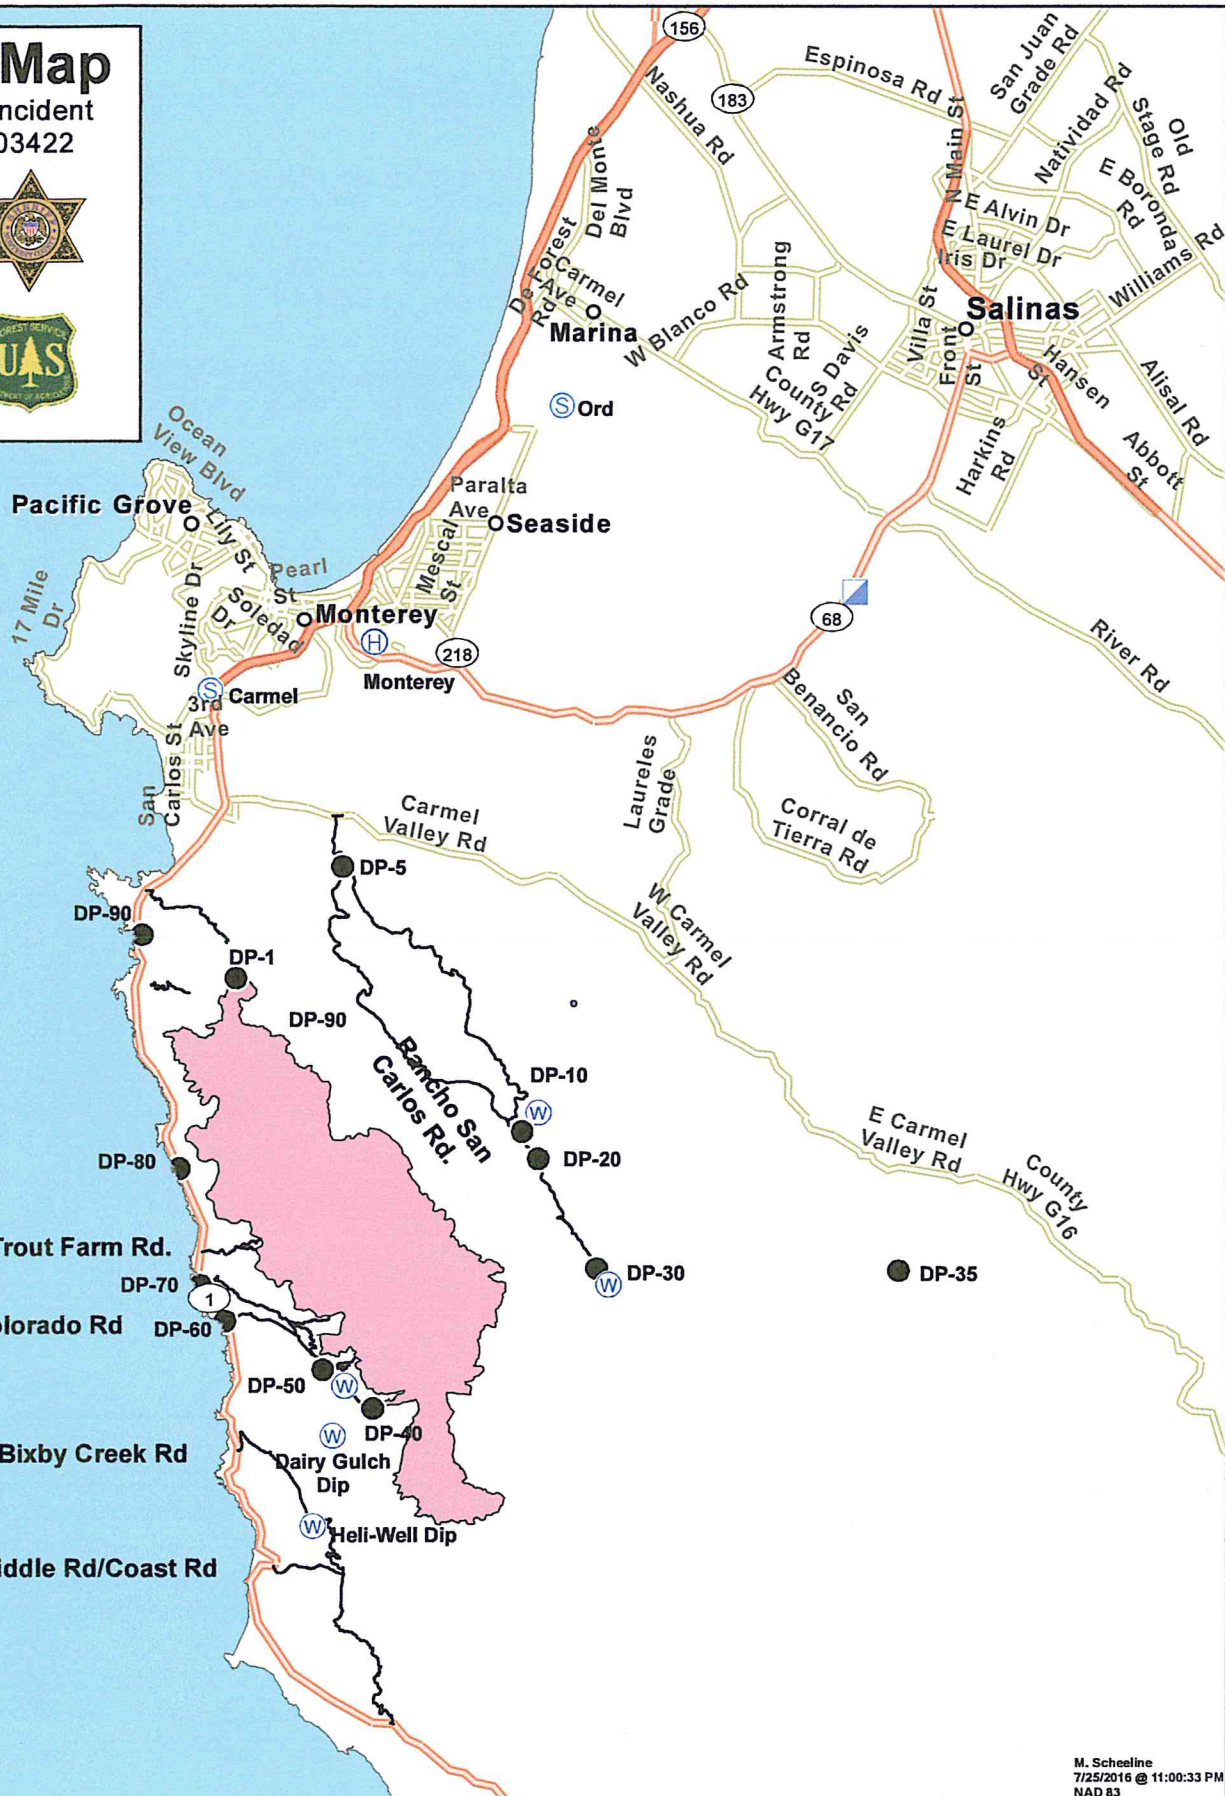 Map
ncident
03422
SHERIFF
FOREST SERVICE
UAS
DEPARTMENT OF AGRICULTURE
156
183
Nashua Rd
Espinosa Rd
San Juan
Grade Rd
Natividad Rd
Old
Stage Rd
N Main St
E Boronda
Rd
E Alvin Dr
E Laurel Dr
Iris Dr
Williams Rd
Del Monte
Blvd
De Forest
Rd
Carmel
Ave
Marina
W Blanco Rd
Armstrong
Rd
Salinas
Villa St
Front
St
S Davis
Rd
County
Hwy G17
Hansen
St
Alisal Rd
Abbott
St
Harkins
Rd
S Ord
Ocean
View Blvd
Pacific Grove
Lily St
Paralta
Ave
Seaside
Mescal
St
17 Mile
Dr
Skyline Dr
Pearl
St
Soledad
Dr
Monterey
H
Monterey
218
68
River Rd
S Carmel
3rd
Ave
San
Carlos St
San
Benancio Rd
Laureles
Grade
Corral de
Tierra Rd
Carmel
Valley Rd
DP-5
W Carmel
Valley Rd
DP-90
DP-1
DP-90
Rancho San
Carlos Rd.
DP-10
W
DP-20
E Carmel
Valley Rd
County
Hwy G16
DP-80
Trout Farm Rd.
DP-30
W
DP-35
DP-70
1
olorado Rd
DP-60
DP-50
W
DP-40
W
Bixby Creek Rd
Dairy Gulch
Dip
W
Heli-Well Dip
iddle Rd/Coast Rd
M. Scheeline
7/25/2016 @ 11:00:33 PM
NAD 83